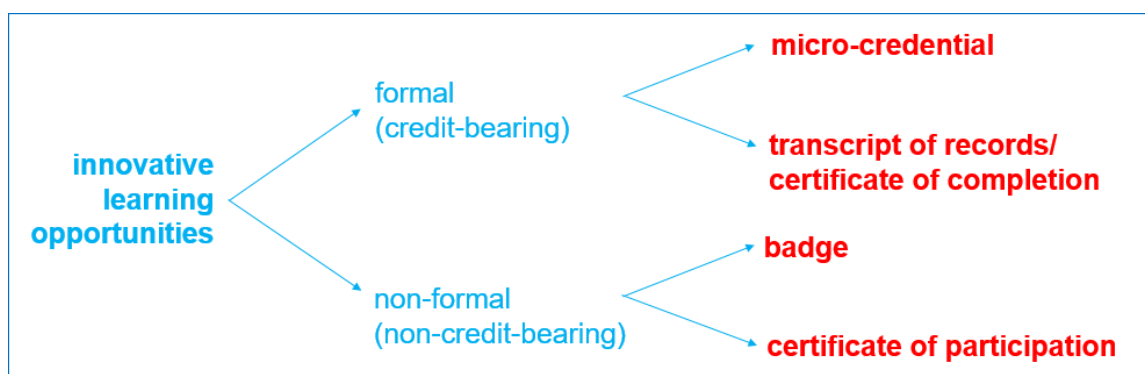 innovative
learning
opportunities
formal
(credit-bearing)
micro-credential
transcript of records/
certificate of completion
non-formal
(non-credit-bearing)
badge
certificate of participation